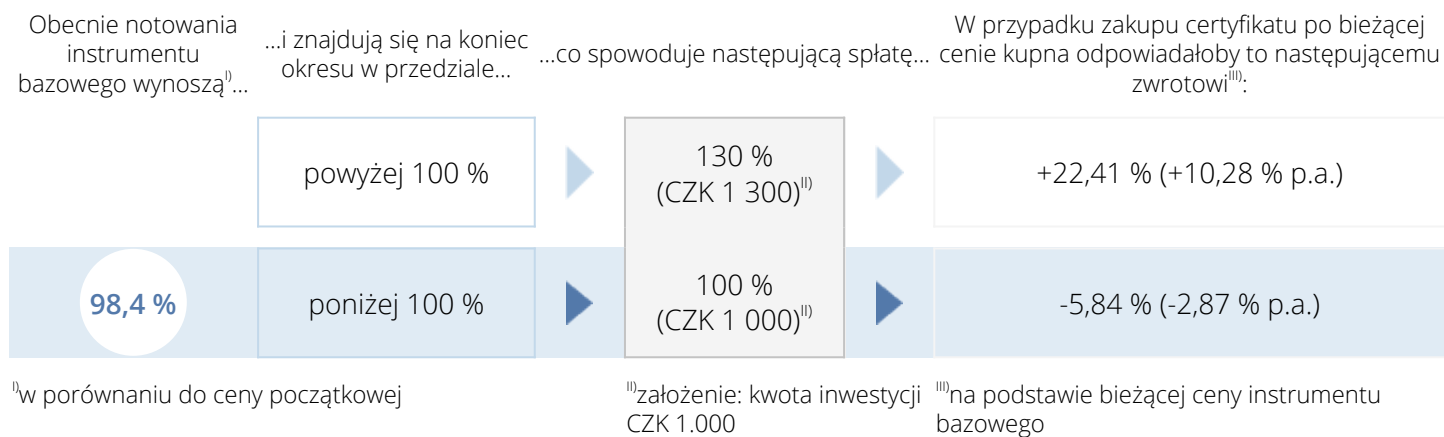 Obecnie notowania
instrumentu
bazowego wynoszą^I)...
...i znajdują się na koniec
okresu w przedziale...
...co spowoduje następującą spłatę...
W przypadku zakupu certyfikatu po bieżącej
cenie kupna odpowiadałoby to następującemu
zwrotowi^III):
powyżej 100 %
130 %
(CZK 1 300)^II)
+22,41 % (+10,28 % p.a.)
98,4 %
poniżej 100 %
100 %
(CZK 1 000)^II)
-5,84 % (-2,87 % p.a.)
^I)w porównaniu do ceny początkowej
^II)założenie: kwota inwestycji
CZK 1.000
^III)na podstawie bieżącej ceny instrumentu
bazowego